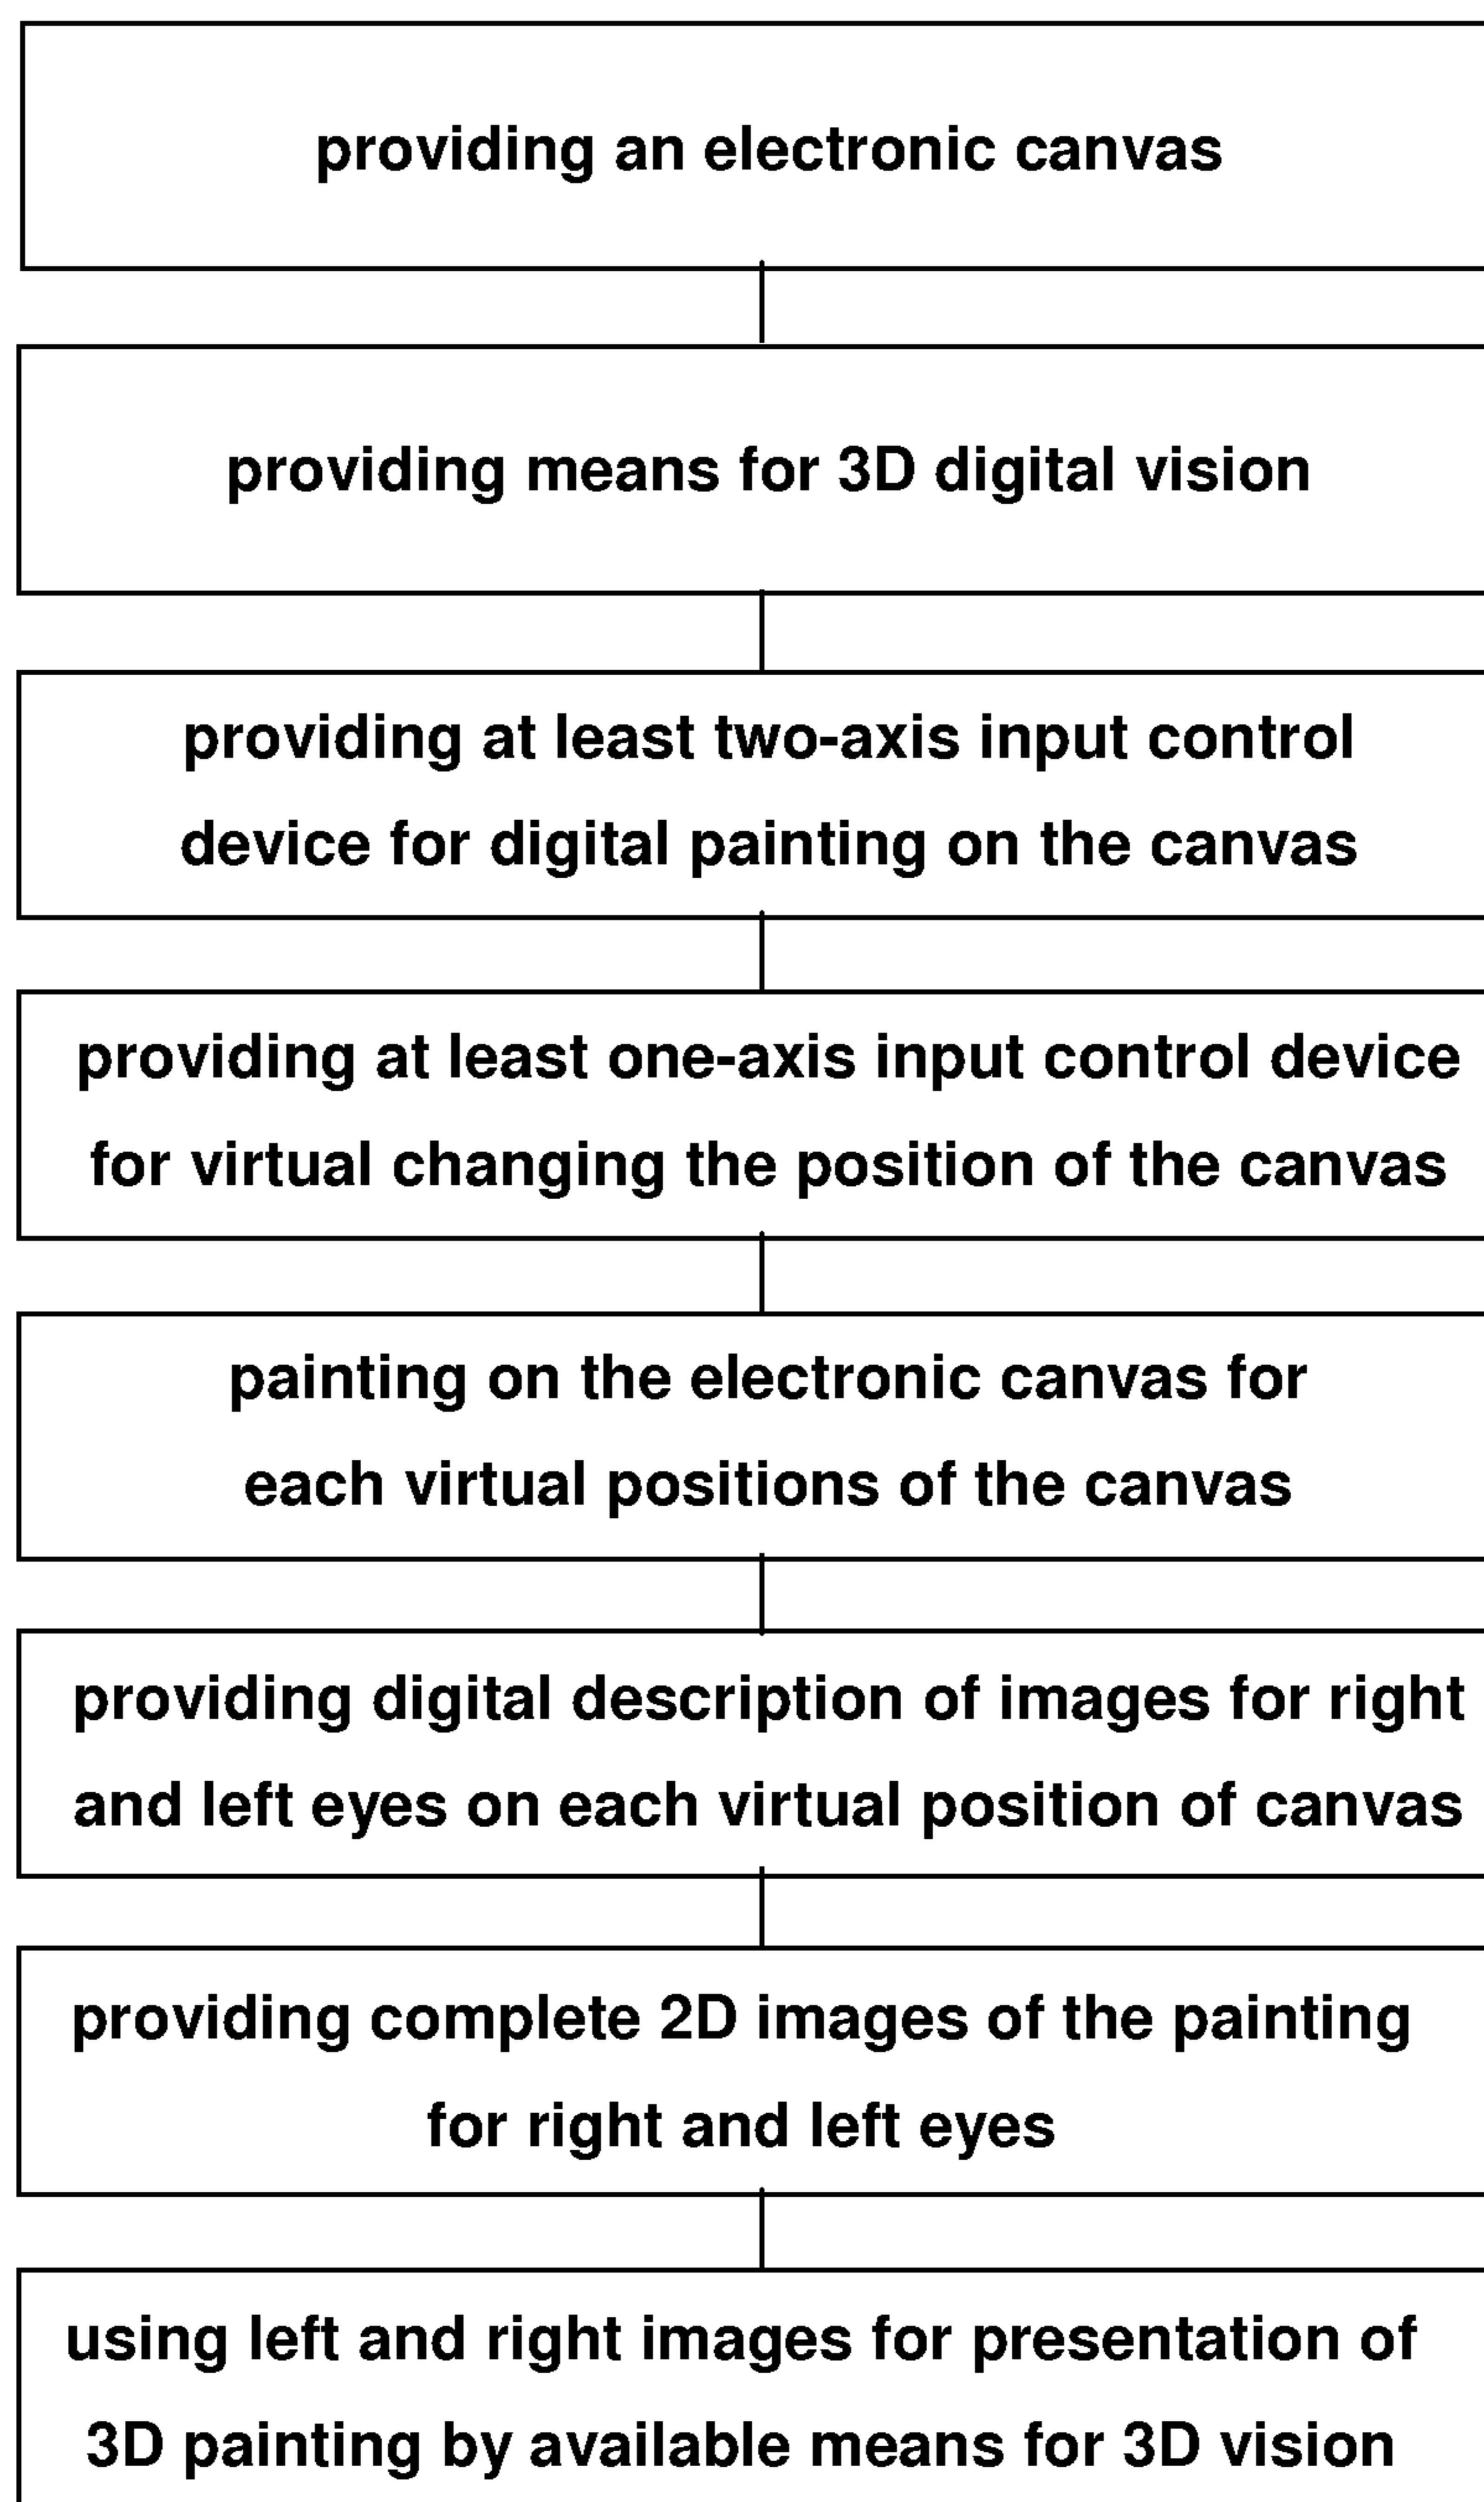 providing an electronic canvas
providing means for 3D digital vision
providing at least two-axis input control
device for digital painting on the canvas
providing at least one-axis input control device
for virtual changing the position of the canvas
painting on the electronic canvas for
each virtual positions of the canvas
providing digital description of images for right
and left eyes on each virtual position of canvas
providing complete 2D images of the painting
for right and left eyes
using left and right images for presentation of
3D painting by available means for 3D vision